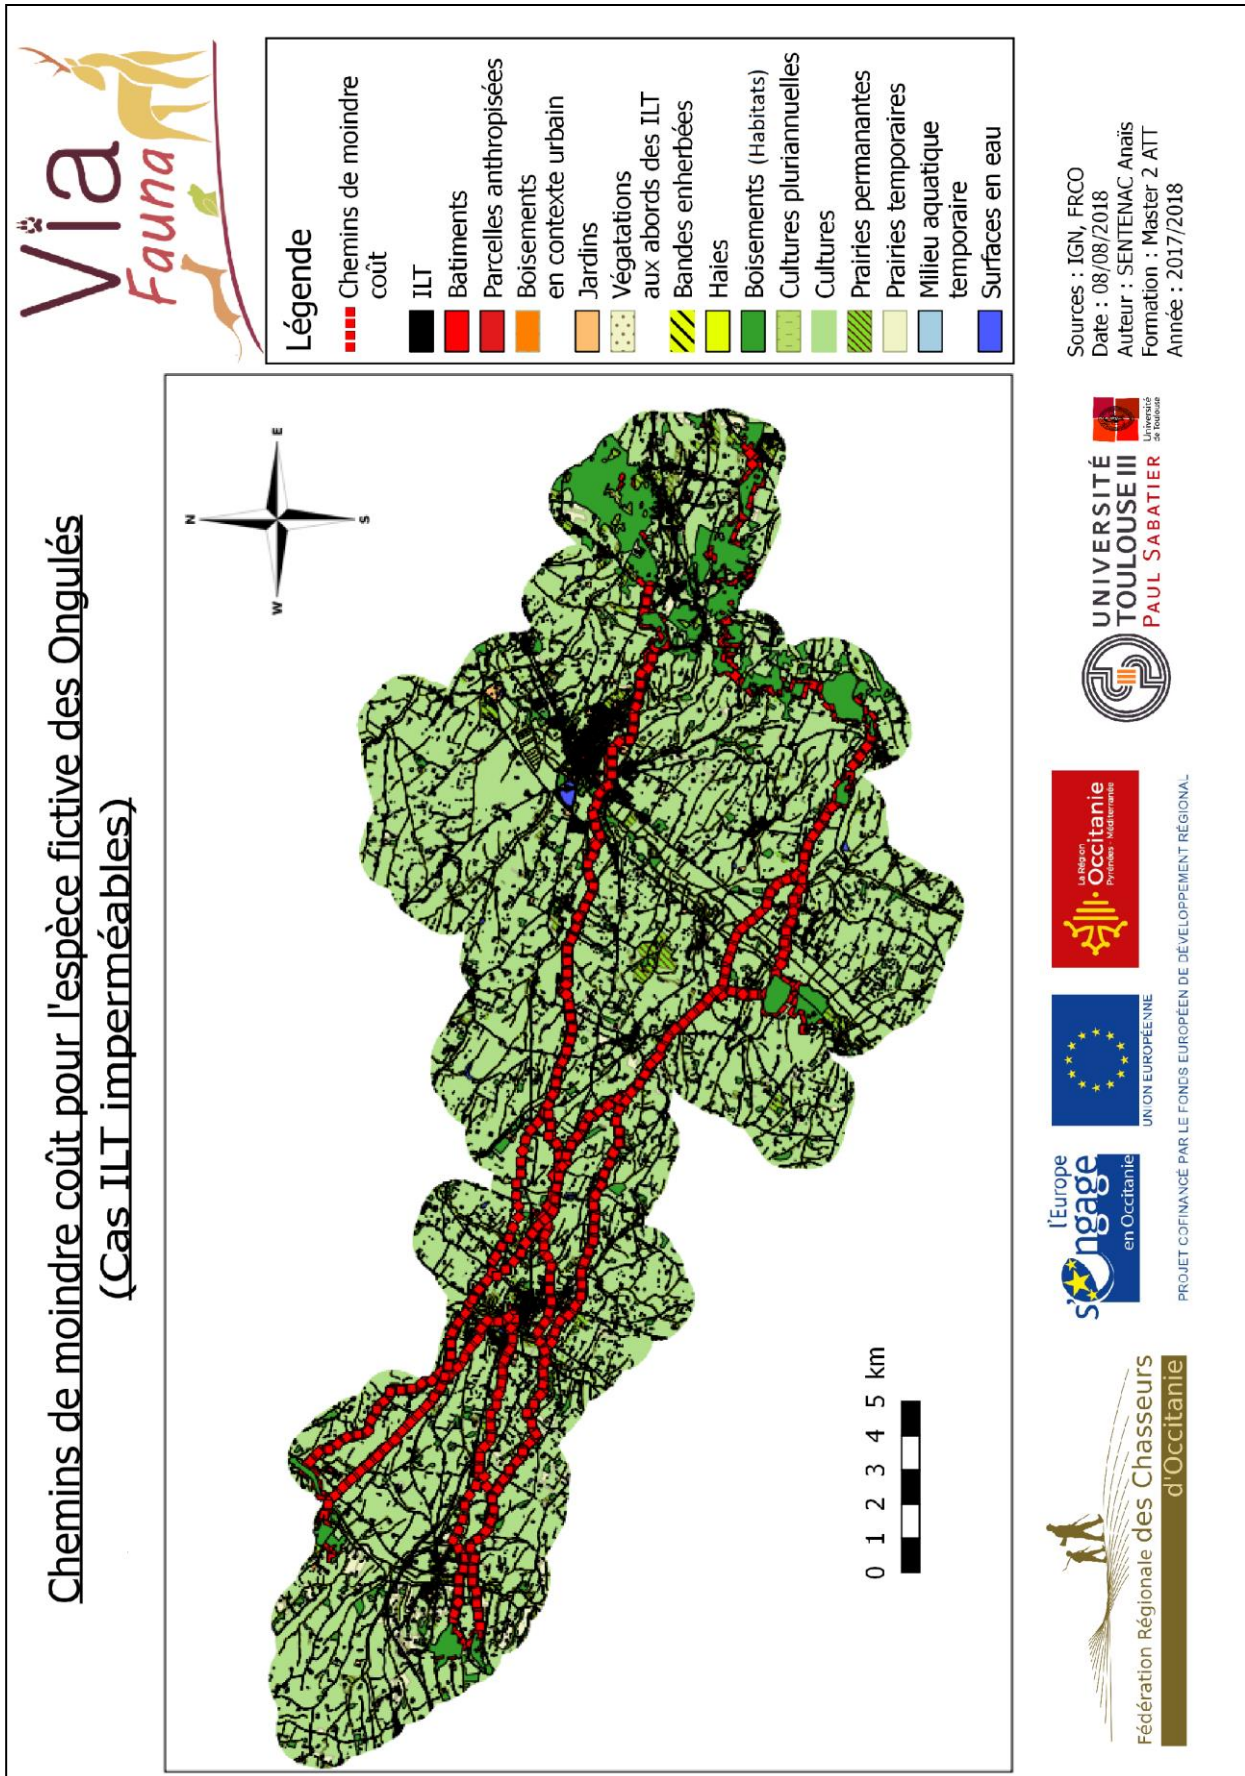 Chemins de moindre coût pour l'espèce fictive des Ongulés
(Cas ILT imperméables)
Via
Fauna
N
W
E
S
0 1 2 3 4 5 km
Légende
Chemins de moindre
coût
ILT
Batiments
Parcelles anthropisées
Boisements
en contexte urbain
Jardins
Végatations
aux abords des ILT
Bandes enherbées
Haies
Boisements (Habitats)
Cultures pluriannuelles
Cultures
Prairies permanantes
Prairies temporaires
Milieu aquatique
temporaire
Surfaces en eau
Fédération Régionale des Chasseurs
d'Occitanie
l'Europe
s'engage
en Occitanie
UNION EUROPÉENNE
La Région
Occitanie
Pyrénées - Méditerranée
PROJET COFINANCÉ PAR LE FONDS EUROPÉEN DE DÉVELOPPEMENT RÉGIONAL
UNIVERSITÉ
TOULOUSE III
PAUL SABATIER
Université
de Toulouse
Sources : IGN, FRCO
Date : 08/08/2018
Auteur : SENTENAC Anaïs
Formation : Master 2 ATT
Année : 2017/2018